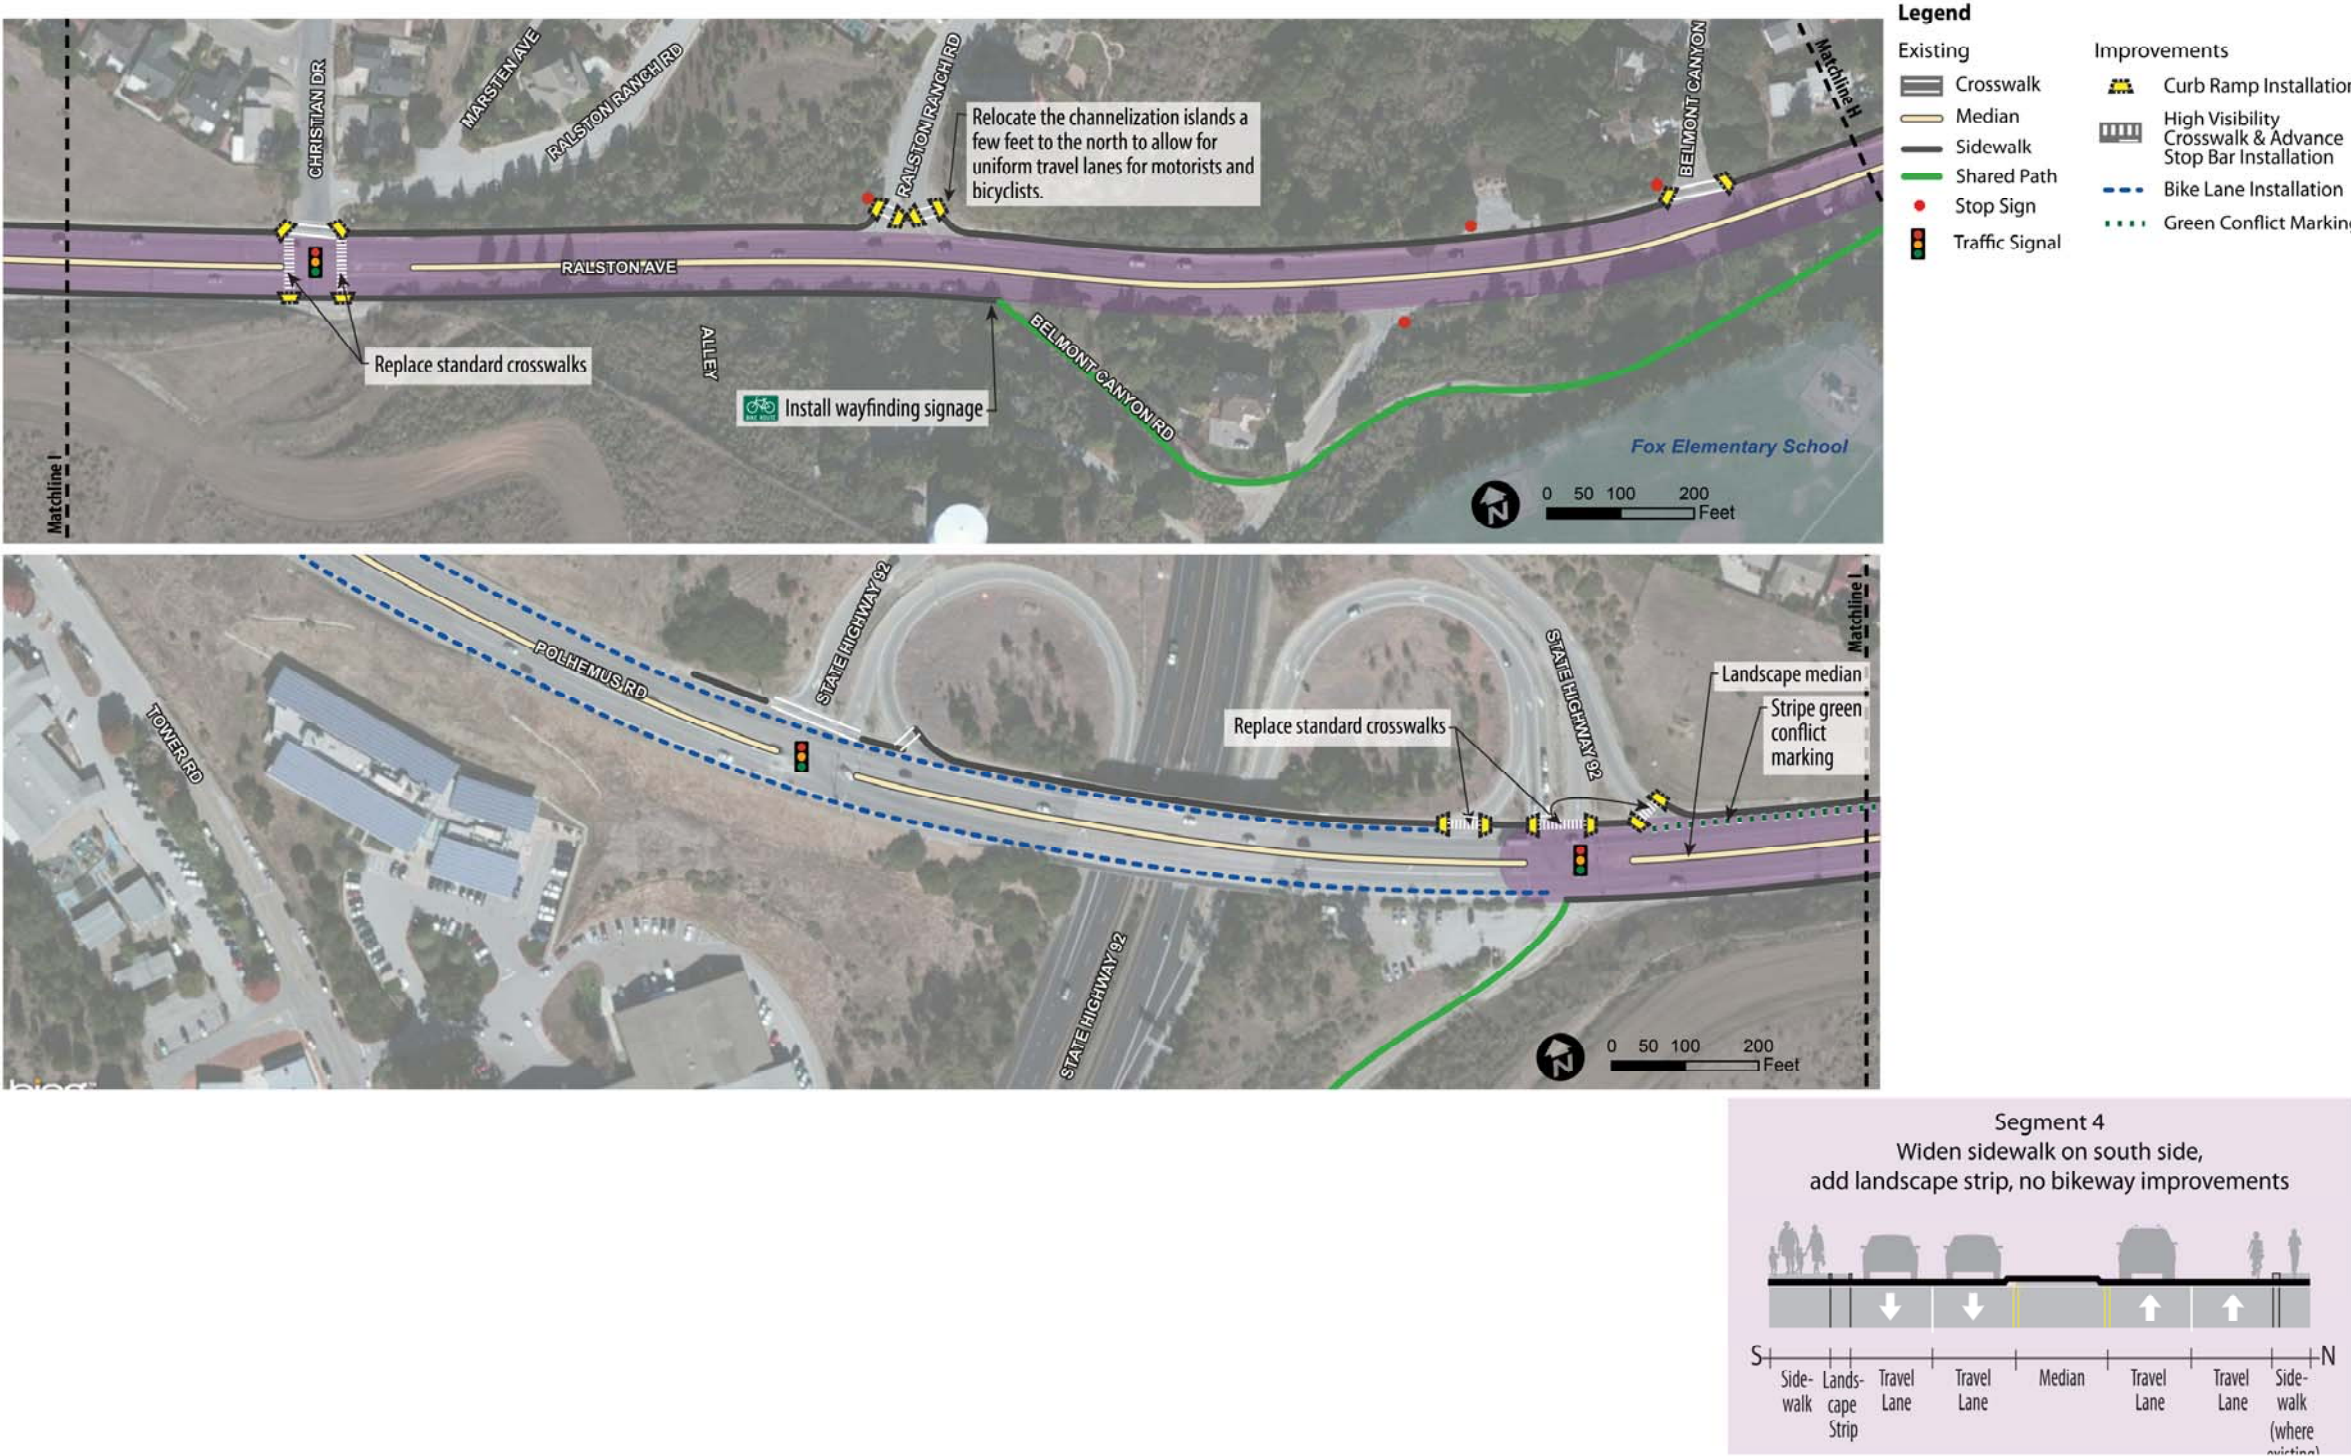 Legend
Existing
Crosswalk
Median
Sidewalk
Shared Path
Stop Sign
Traffic Signal
Improvements
Curb Ramp Installation
High Visibility
Crosswalk & Advance
Stop Bar Installation
Bike Lane Installation
Green Conflict Marking
Matchline I
CHRISTIAN DR
MARSTEN AVE
RALSTON RANCH RD
RALSTON RANCH RD
Relocate the channelization islands a
few feet to the north to allow for
uniform travel lanes for motorists and
bicyclists.
BELMONT CANYON
Matchline H
RALSTON AVE
Replace standard crosswalks
ALLEY
BIKE ROUTE
Install wayfinding signage
BELMONT CANYON RD
Fox Elementary School
N
0 50 100 200
Feet
POLHEMUS RD
TOWER RD
STATE HIGHWAY 92
STATE HIGHWAY 92
STATE HIGHWAY 92
Replace standard crosswalks
Landscape median
Stripe green
conflict
marking
Matchline I
N
0 50 100 200
Feet
bing
Segment 4
Widen sidewalk on south side,
add landscape strip, no bikeway improvements
S N
Side-
walk
Lands-
cape
Strip
Travel
Lane
Travel
Lane
Median
Travel
Lane
Travel
Lane
Side-
walk
(where
existing)